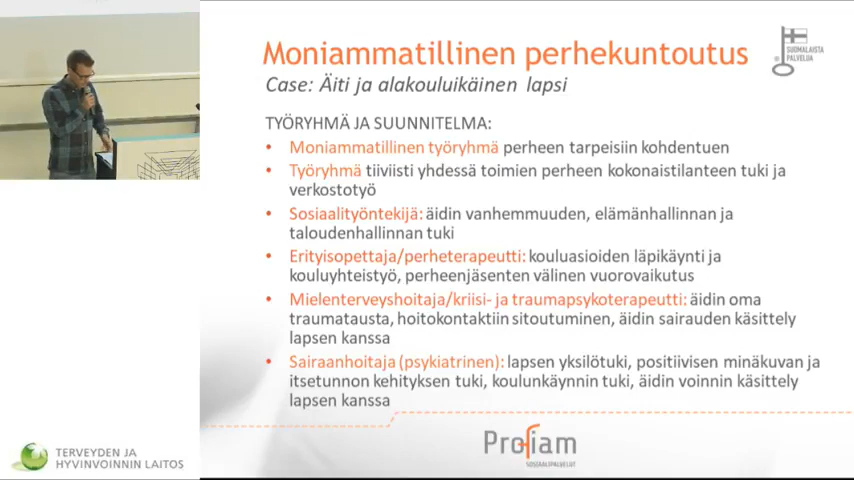 Moniammatillinen perhekuntoutus
SUOMALAISTA
PALVELUA
Case: Äiti ja alakouluikäinen lapsi
TYÖRYHMÄ JA SUUNNITELMA:
• Moniammatillinen työryhmä perheen tarpeisiin kohdentuen
• Työryhmä tiiviisti yhdessä toimien perheen kokonaistilanteen tuki ja
verkostotyö
• Sosiaalityöntekijä: äidin vanhemmuuden, elämänhallinnan ja
taloudenhallinnan tuki
• Erityisopettaja/perheterapeutti: kouluasioiden läpikäynti ja
kouluyhteistyö, perheenjäsenten välinen vuorovaikutus
• Mielenterveyshoitaja/kriisi- ja traumapsykoterapeutti: äidin oma
traumatausta, hoitokontaktiin sitoutuminen, äidin sairauden käsittely
lapsen kanssa
• Sairaanhoitaja (psykiatrinen): lapsen yksilötuki, positiivisen minäkuvan ja
itsetunnon kehityksen tuki, koulunkäynnin tuki, äidin voinnin käsittely
lapsen kanssa
Profiam
SOSIAALIPALVELUT
TERVEYDEN JA
HYVINVOINNIN LAITOS